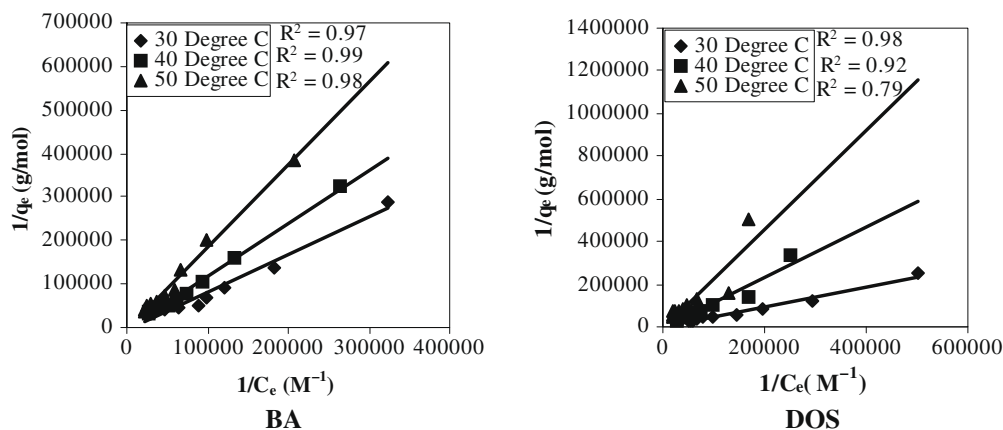 700000
600000
500000
400000
300000
200000
100000
0
1/qe (g/mol)
30 Degree C
40 Degree C
50 Degree C
R² = 0.97
R² = 0.99
R² = 0.98
0 100000 200000 300000 400000
1/Ce (M⁻¹)
BA
1400000
1200000
1000000
800000
600000
400000
200000
0
1/qe (g/mol)
30 Degree C
40 Degree C
50 Degree C
R² = 0.98
R² = 0.92
R² = 0.79
0 200000 400000 600000
1/Ce( M⁻¹)
DOS